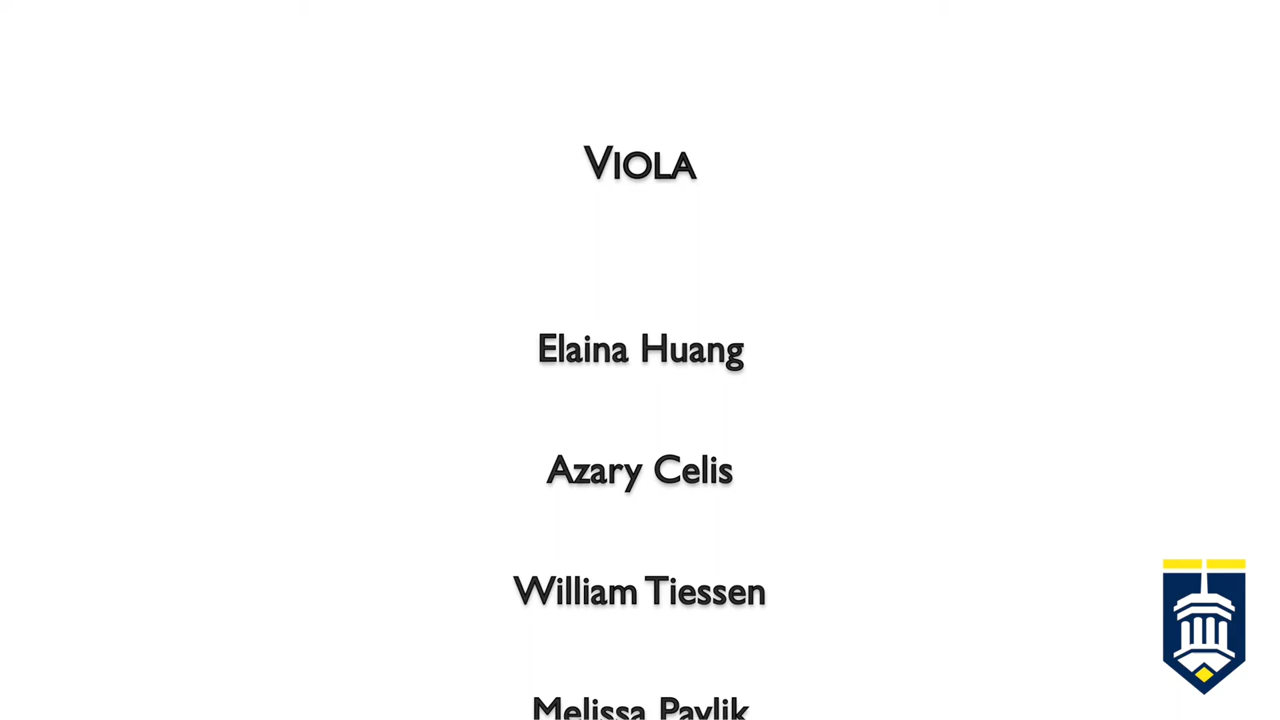 Viola
Elaina Huang
Azary Celis
William Tiessen
Melissa Pavlik